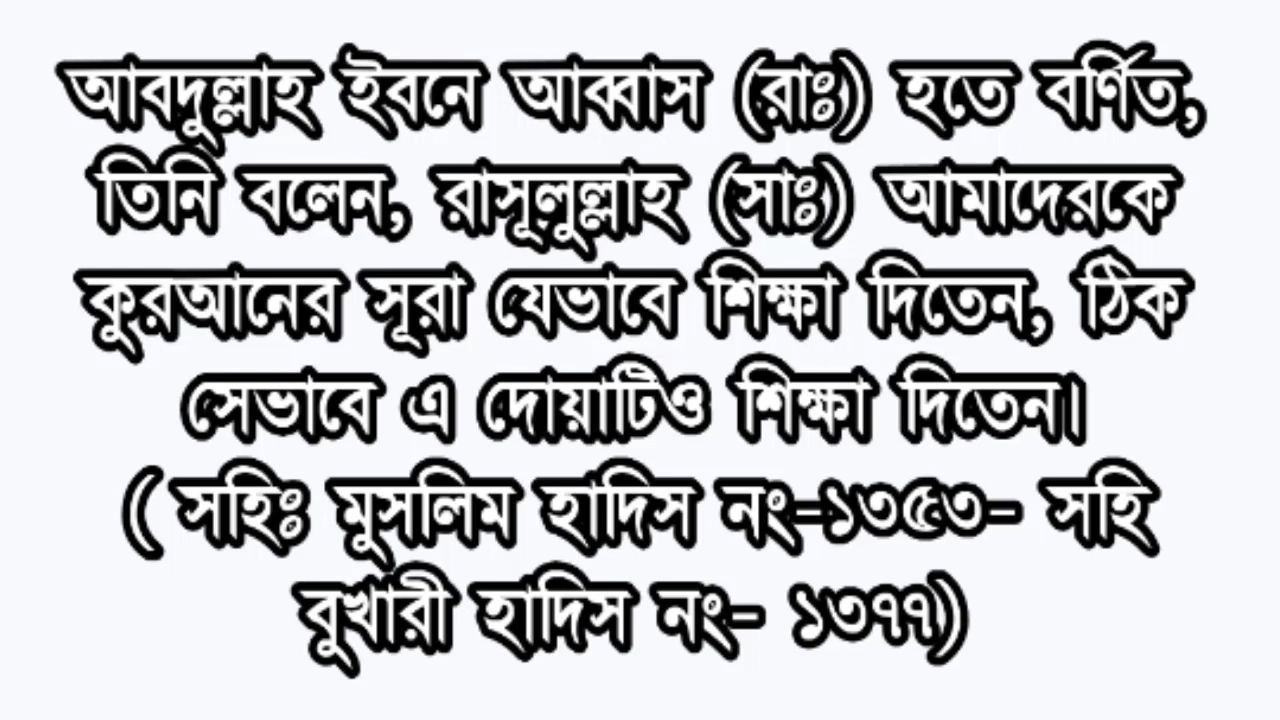 আবদুল্লাহ ইবনে আব্বাস (রাঃ) হতে বর্ণিত,
তিনি বলেন, রাসূলুল্লাহ (সাঃ) আমাদেরকে
কুরআনের সূরা যেভাবে শিক্ষা দিতেন, ঠিক
সেভাবে এ দোয়াটিও শিক্ষা দিতেন।
( সহিঃ মুসলিম হাদিস নং-১৩৫৩- সহি
বুখারী হাদিস নং- ১৩৭৭)